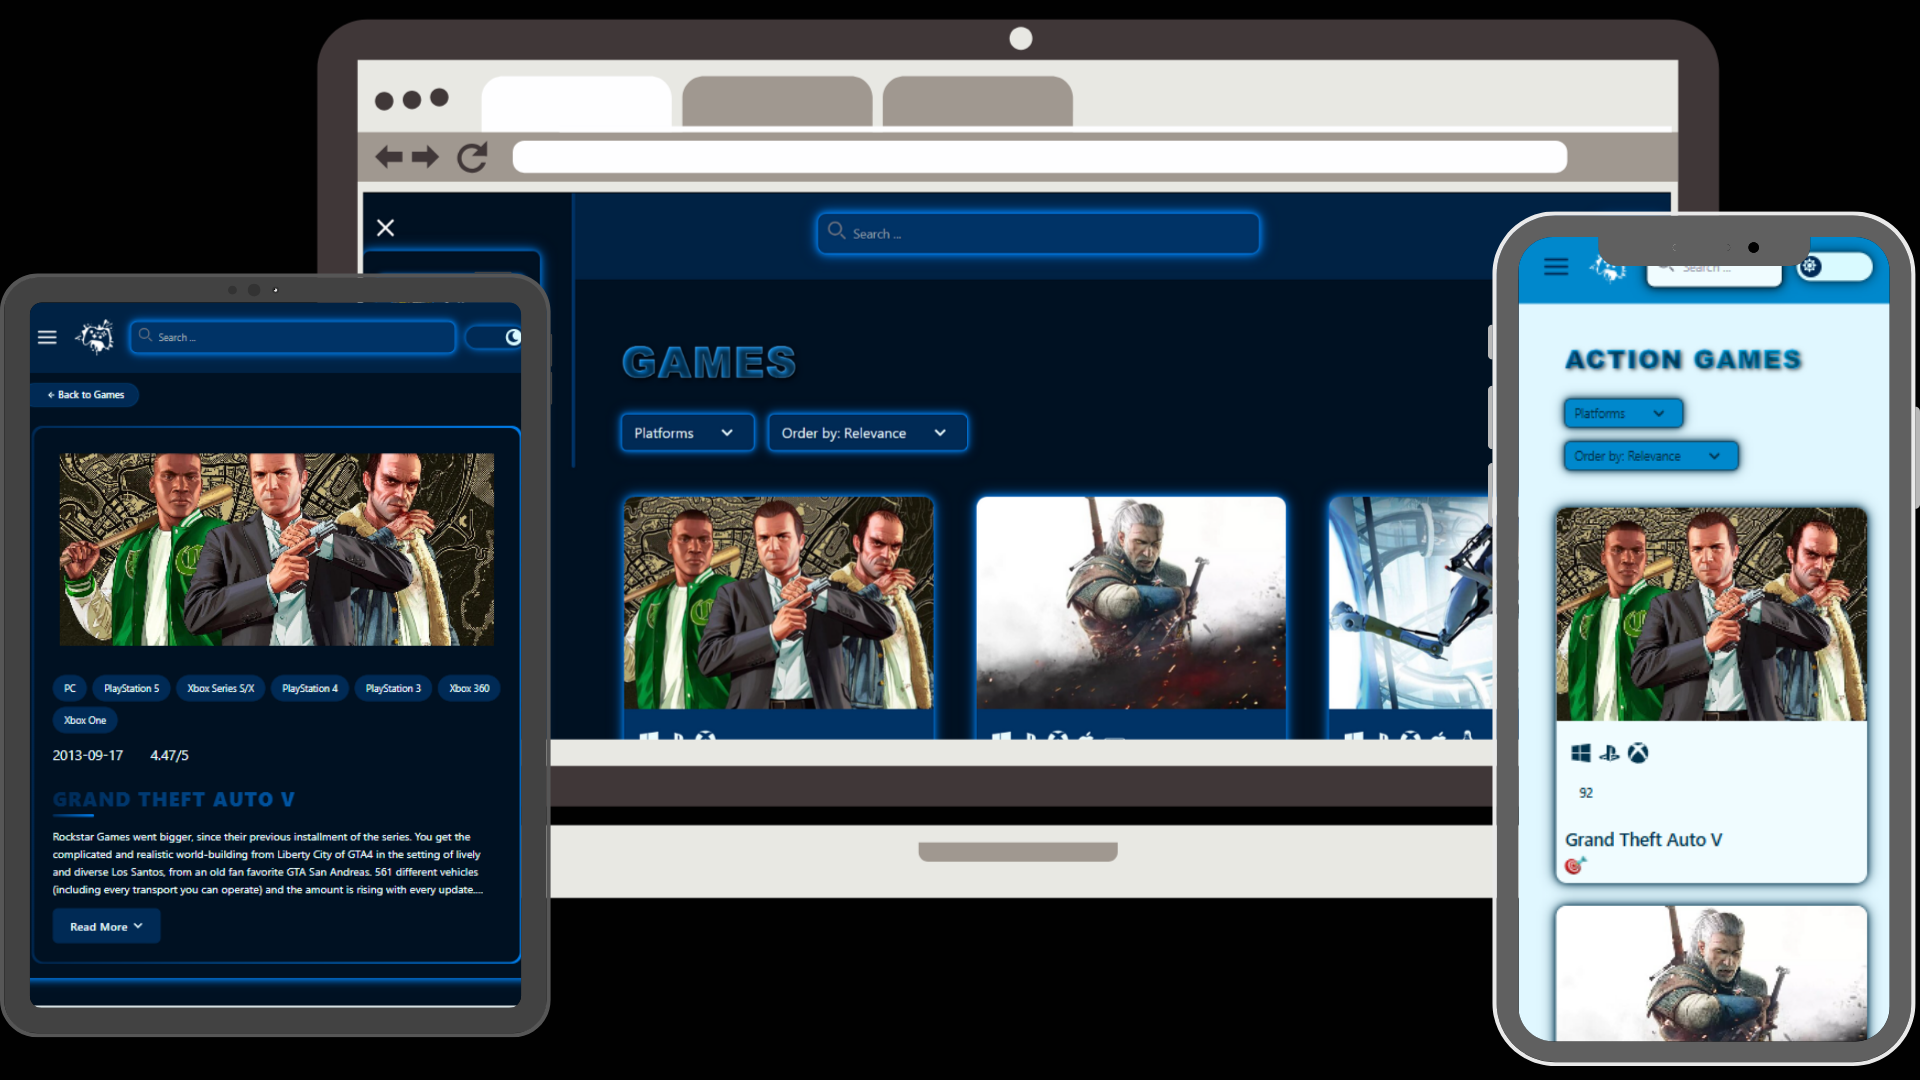 Search ...
GAMES
Platforms
Order by: Relevance
Search ...
← Back to Games
PC
PlayStation 5
Xbox Series S/X
PlayStation 4
PlayStation 3
Xbox 360
Xbox One
2013-09-17 4.47/5
GRAND THEFT AUTO V
Rockstar Games went bigger, since their previous installment of the series. You get the
complicated and realistic world-building from Liberty City of GTA4 in the setting of lively
and diverse Los Santos, from an old fan favorite GTA San Andreas. 561 different vehicles
(including every transport you can operate) and the amount is rising with every update....
Read More
Search ...
ACTION GAMES
Platforms
Order by: Relevance
92
Grand Theft Auto V